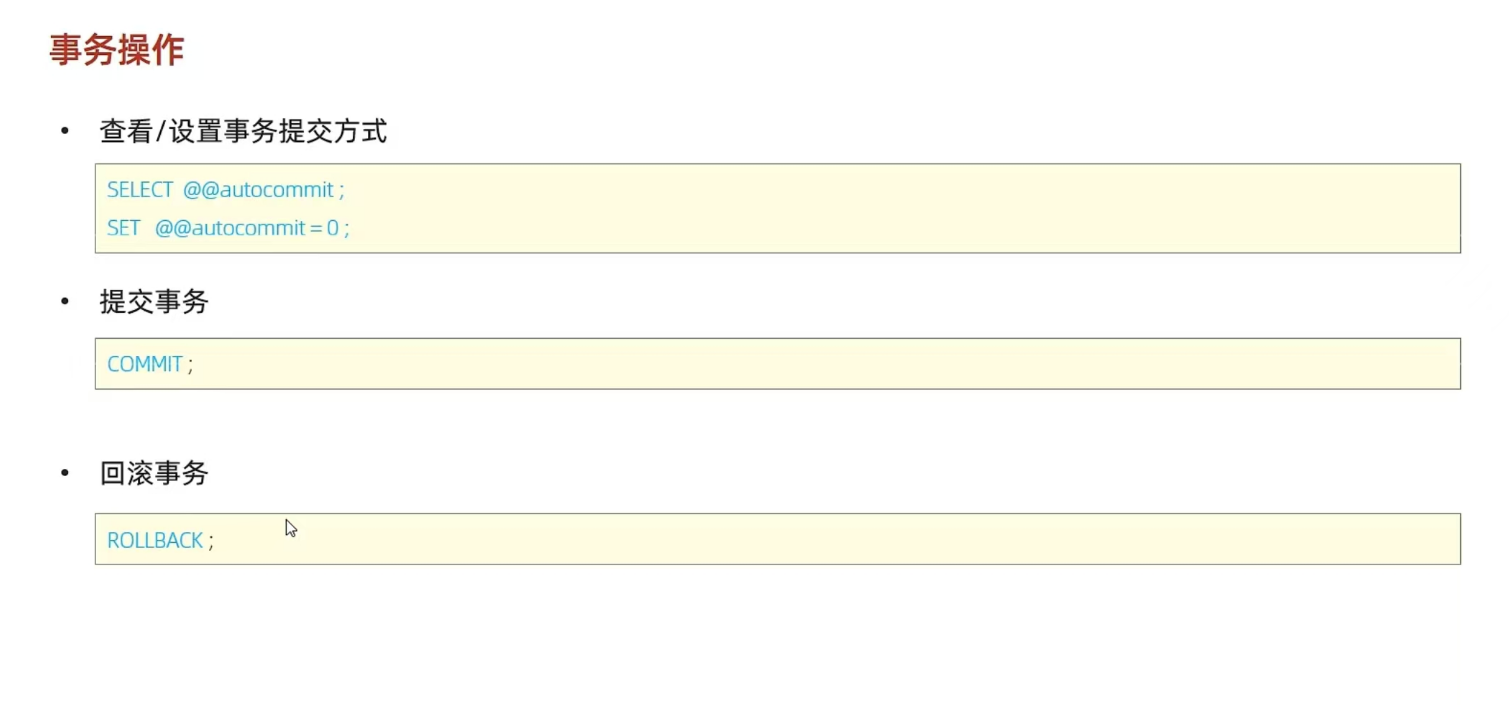 事务操作
• 查看/设置事务提交方式
SELECT @@autocommit ;
SET @@autocommit = 0 ;
• 提交事务
COMMIT ;
• 回滚事务
ROLLBACK ;